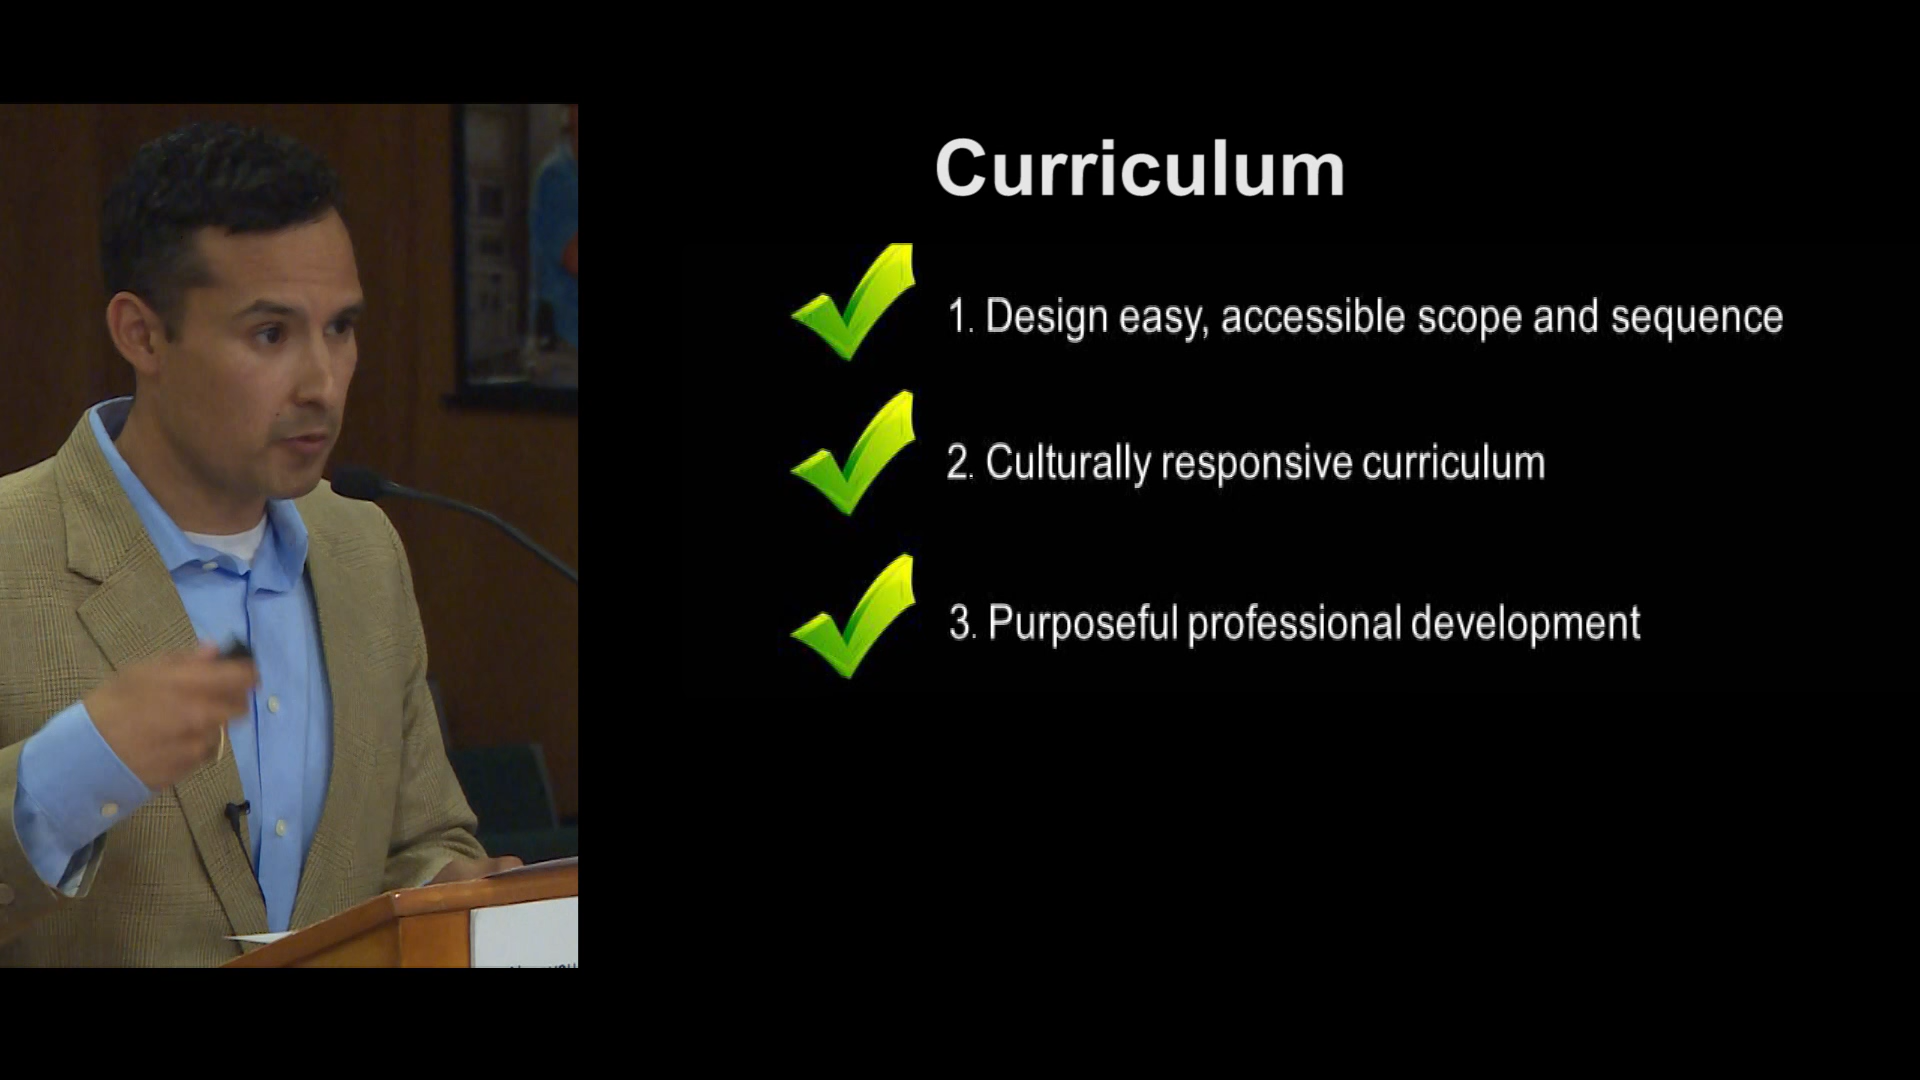 Curriculum
1. Design easy, accessible scope and sequence
2. Culturally responsive curriculum
3. Purposeful professional development